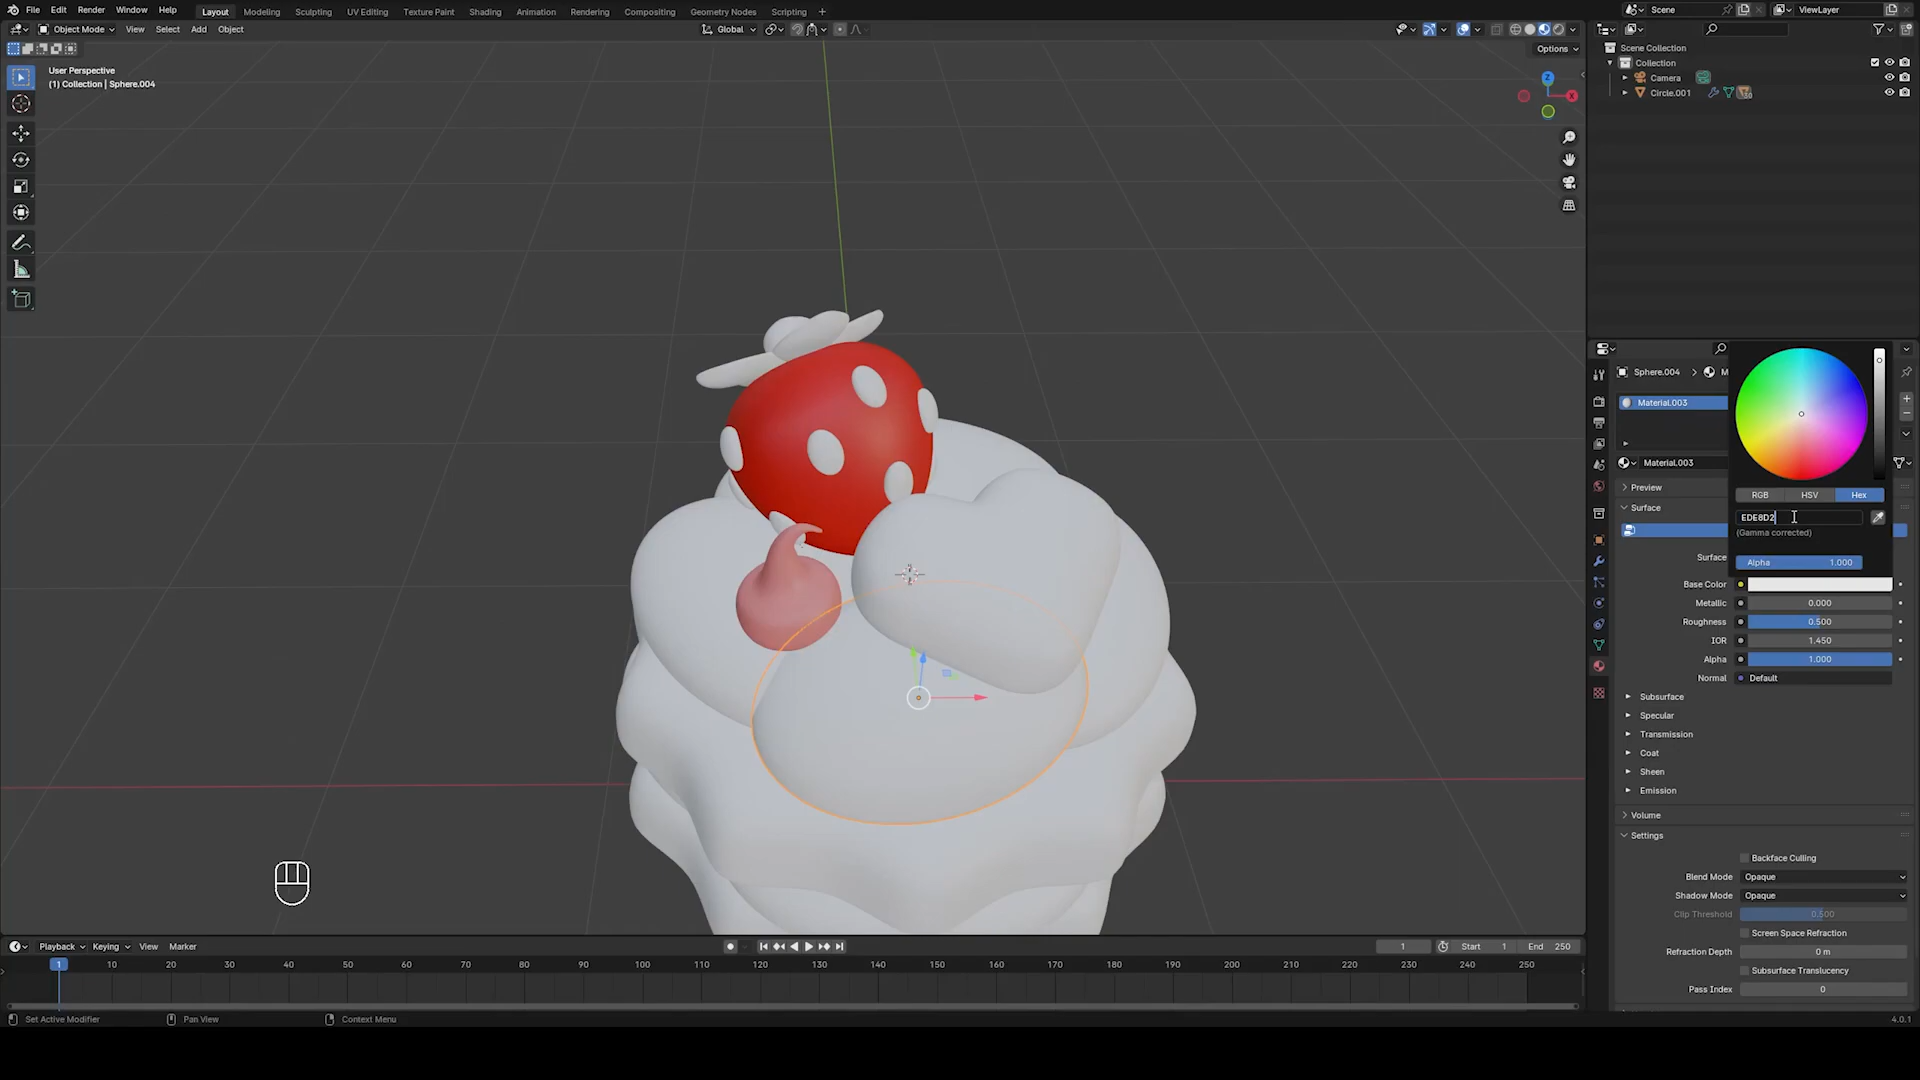 File Edit Render Window Help Layout Modeling Sculpting UV Editing Texture Paint Shading Animation Rendering Compositing Geometry Nodes Scripting + Scene ViewLayer
Object Mode View Select Add Object Global
Options
User Perspective
(1) Collection | Sphere.004
Z
X
Scene Collection
Collection
Camera
Circle.001
Sphere.004 > M
Material.003
Material.003
Preview
Surface
Surface
RGB HSV Hex
EDE8D2
(Gamma corrected)
Alpha 1.000
Base Color
Metallic 0.000
Roughness 0.500
IOR 1.450
Alpha 1.000
Normal Default
Subsurface
Specular
Transmission
Coat
Sheen
Emission
Volume
Settings
Backface Culling
Blend Mode Opaque
Shadow Mode Opaque
Clip Threshold 0.500
Screen Space Refraction
Refraction Depth 0 m
Subsurface Translucency
Pass Index 0
Playback Keying View Marker 1 Start 1 End 250
1 10 20 30 40 50 60 70 80 90 100 110 120 130 140 150 160 170 180 190 200 210 220 230 240 250
Set Active Modifier Pan View Context Menu 4.0.1